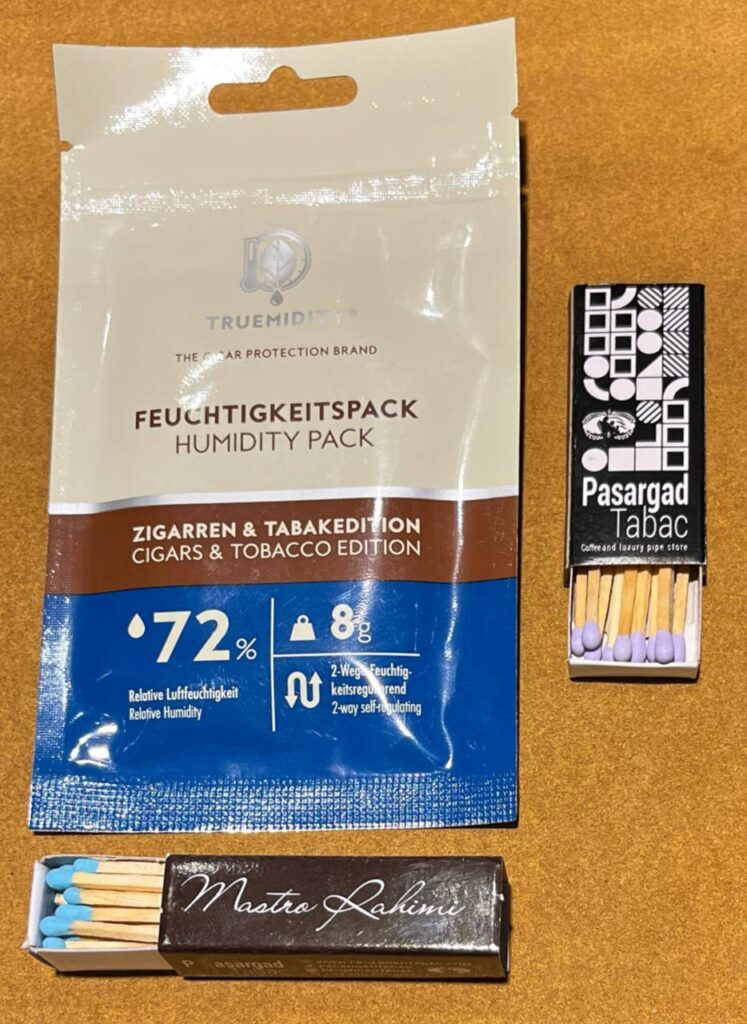 TRUEMIDITY®
THE CIGAR PROTECTION BRAND
FEUCHTIGKEITSPACK
HUMIDITY PACK
ZIGARREN & TABAKEDITION
CIGARS & TOBACCO EDITION
72%
Relative Luftfeuchtigkeit
Relative Humidity
8g
2-Wege Feuchtig-
keitsregulierend
2-way self-regulating
Pasargad
Tabac
Coffee and luxury pipe store
Mastro Rahimi
Pasargad